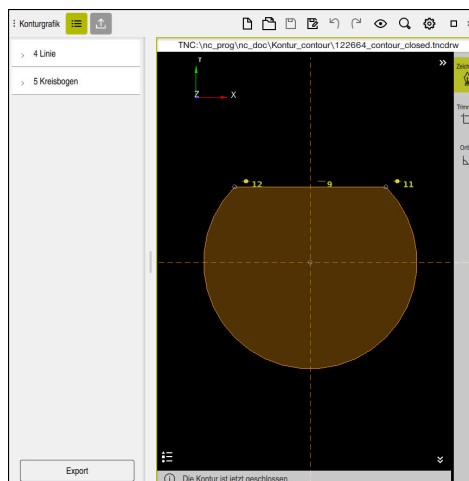 Konturgrafik
TNC:\nc_prog\nc_doc\Kontur_contour\122664_contour_closed.tncdrw
4 Linie
5 Kreisbogen
Y
Z
X
12
9
11
Export
Die Kontur ist jetzt geschlossen